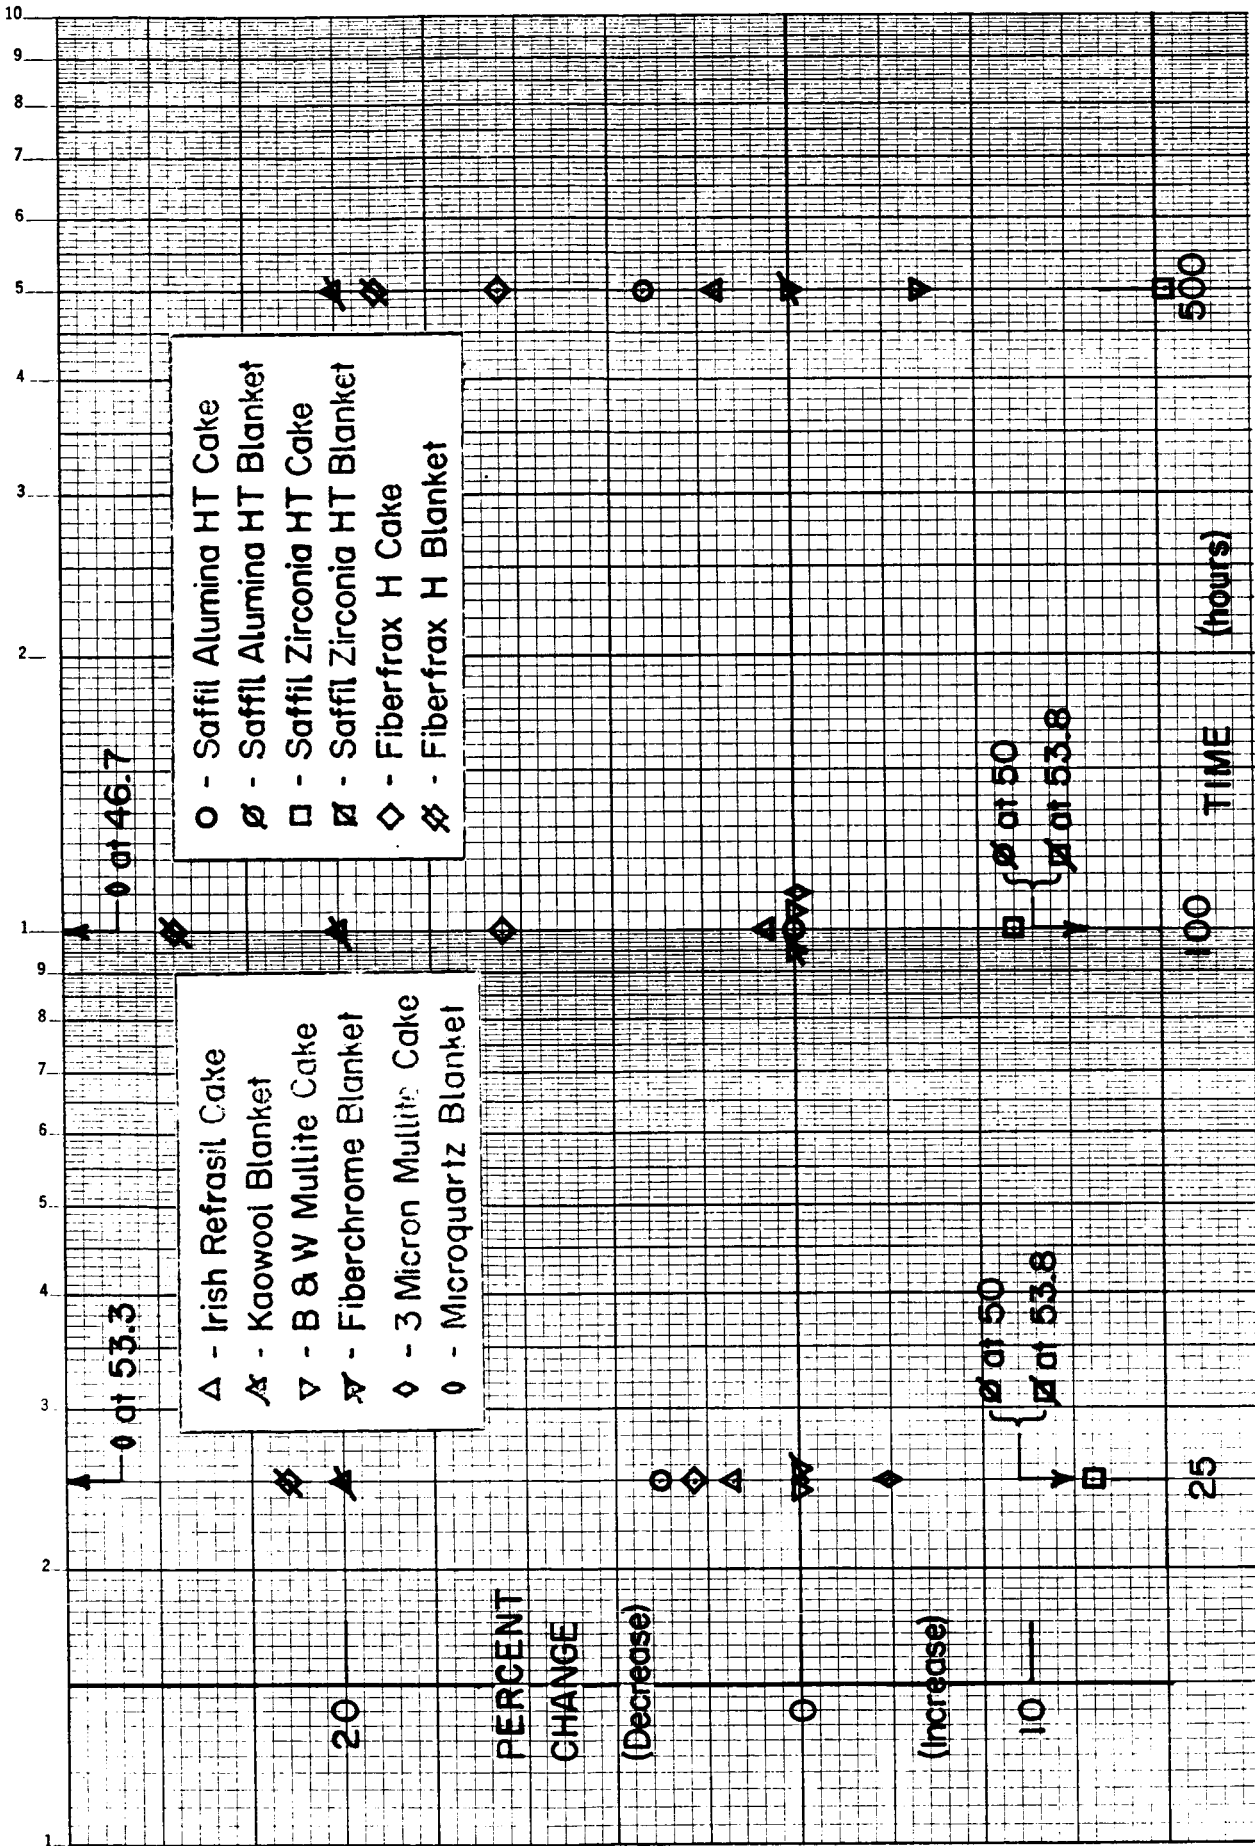 PERCENT
CHANGE
(Decrease)
(Increase)
20
0
10
⬯ at 53.3
△ - Irish Refrasil Cake
- Kaowool Blanket
▽ - B & W Mullite Cake
- Fiberchrome Blanket
◇ - 3 Micron Mullite Cake
⬯ - Microquartz Blanket
⬯ at 46.7
○ - Saffil Alumina HT Cake
Ø - Saffil Alumina HT Blanket
□ - Saffil Zirconia HT Cake
- Saffil Zirconia HT Blanket
◇ - Fiberfrax H Cake
- Fiberfrax H Blanket
Ø at 50
at 53.8
Ø at 50
at 53.8
25
100
500
TIME (hours)
1
2
3
4
5
6
7
8
9
1
2
3
4
5
6
7
8
9
10